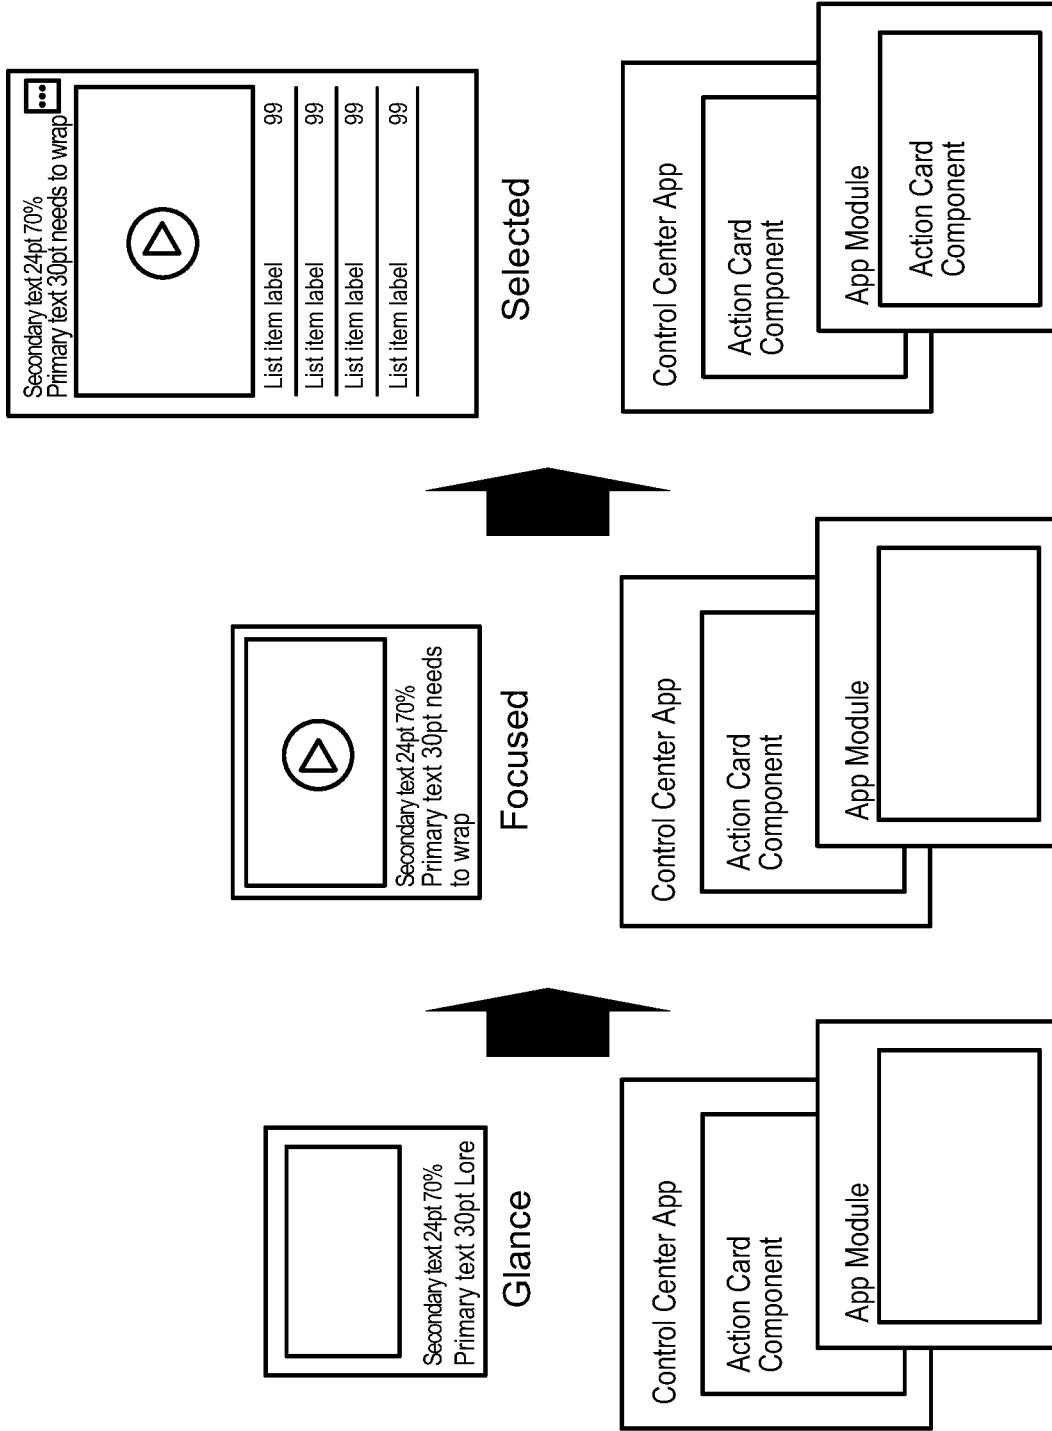 Secondary text 24pt 70%
Primary text 30pt Lore
Glance
Control Center App
Action Card
Component
App Module
Secondary text 24pt 70%
Primary text 30pt needs
to wrap
Focused
Control Center App
Action Card
Component
App Module
Secondary text 24pt 70%
Primary text 30pt needs to wrap
List item label 99
List item label 99
List item label 99
List item label 99
Selected
Control Center App
Action Card
Component
App Module
Action Card
Component